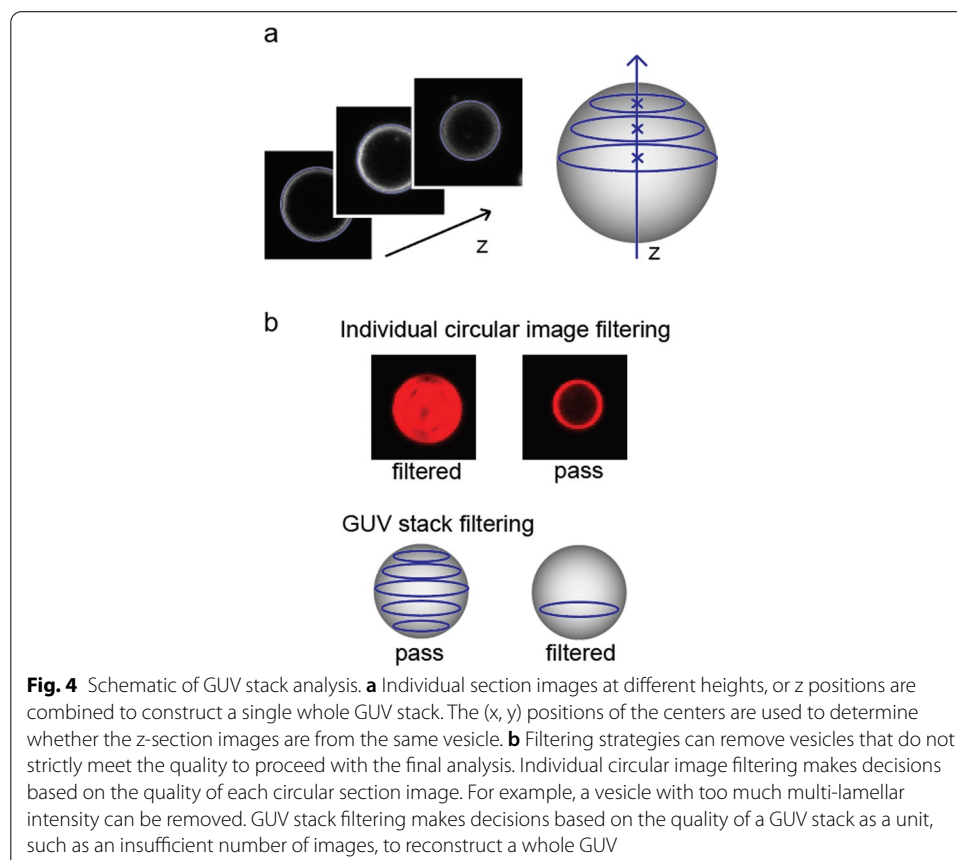 a
z
z
b
Individual circular image filtering
filtered
pass
GUV stack filtering
pass
filtered
Fig. 4 Schematic of GUV stack analysis. a Individual section images at different heights, or z positions are
combined to construct a single whole GUV stack. The (x, y) positions of the centers are used to determine
whether the z-section images are from the same vesicle. b Filtering strategies can remove vesicles that do not
strictly meet the quality to proceed with the final analysis. Individual circular image filtering makes decisions
based on the quality of each circular section image. For example, a vesicle with too much multi-lamellar
intensity can be removed. GUV stack filtering makes decisions based on the quality of a GUV stack as a unit,
such as an insufficient number of images, to reconstruct a whole GUV